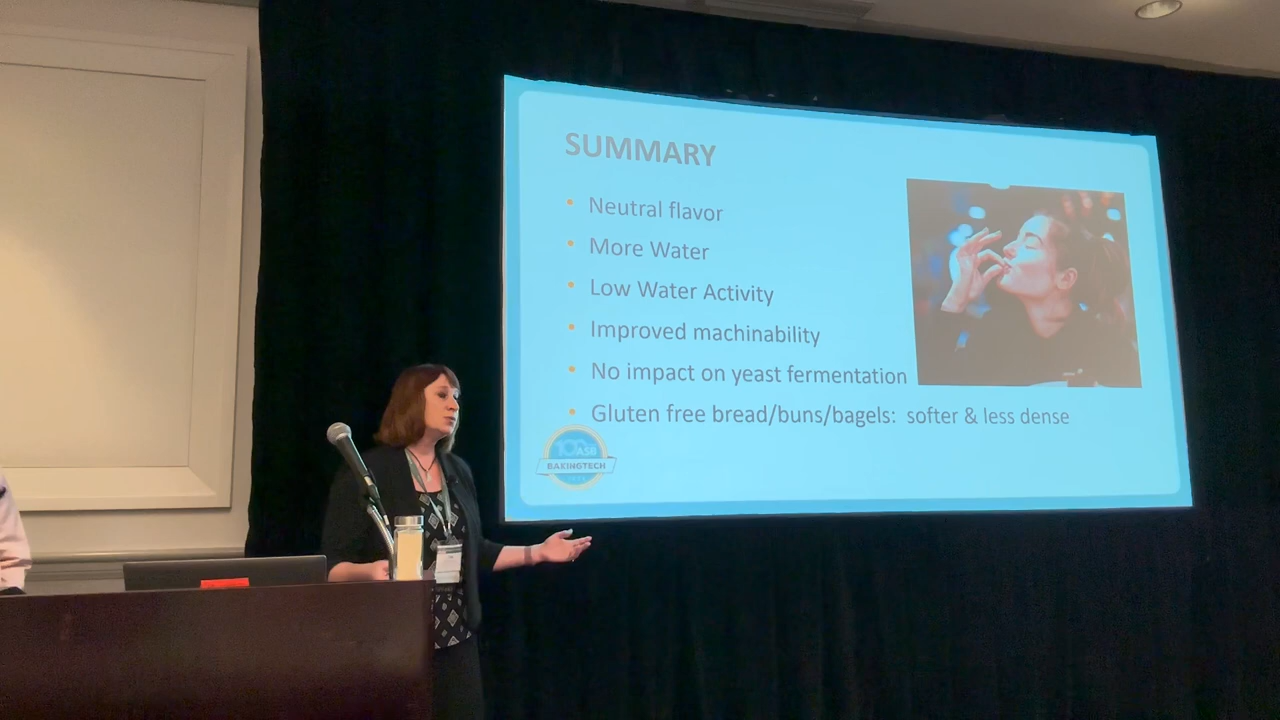 SUMMARY
• Neutral flavor
• More Water
• Low Water Activity
• Improved machinability
• No impact on yeast fermentation
• Gluten free bread/buns/bagels: softer & less dense
100 ASB
BAKINGTECH